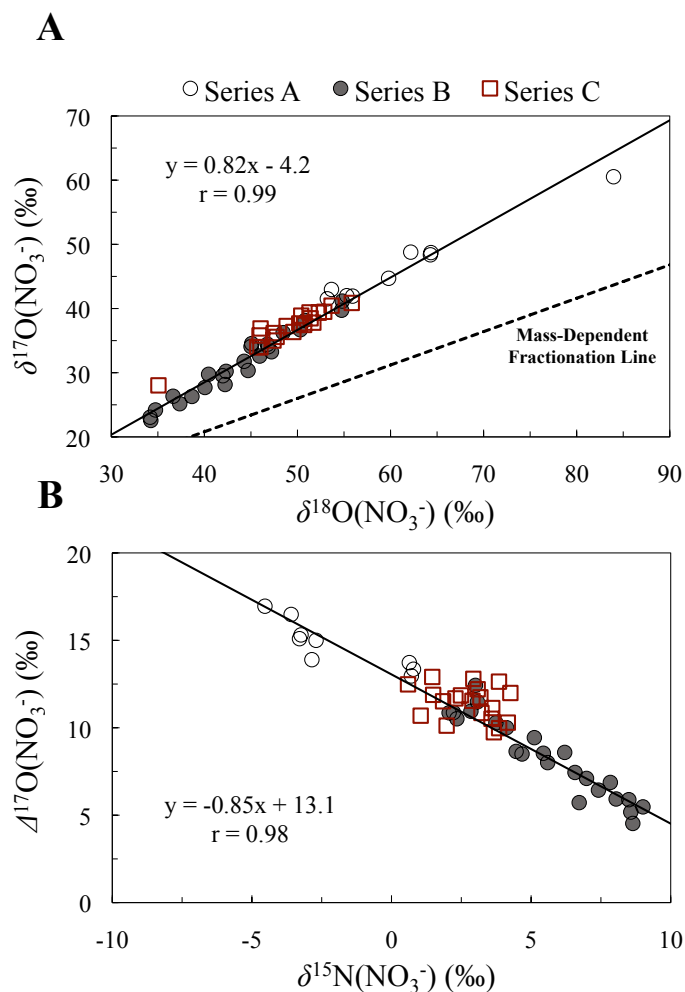 A
Series A Series B Series C
70
60
50
40
30
20
y = 0.82x - 4.2
r = 0.99
Mass-Dependent
Fractionation Line
δ¹⁷O(NO₃⁻) (‰)
30 40 50 60 70 80 90
δ¹⁸O(NO₃⁻) (‰)
B
20
15
10
5
0
y = -0.85x + 13.1
r = 0.98
Δ¹⁷O(NO₃⁻) (‰)
-10 -5 0 5 10
δ¹⁵N(NO₃⁻) (‰)